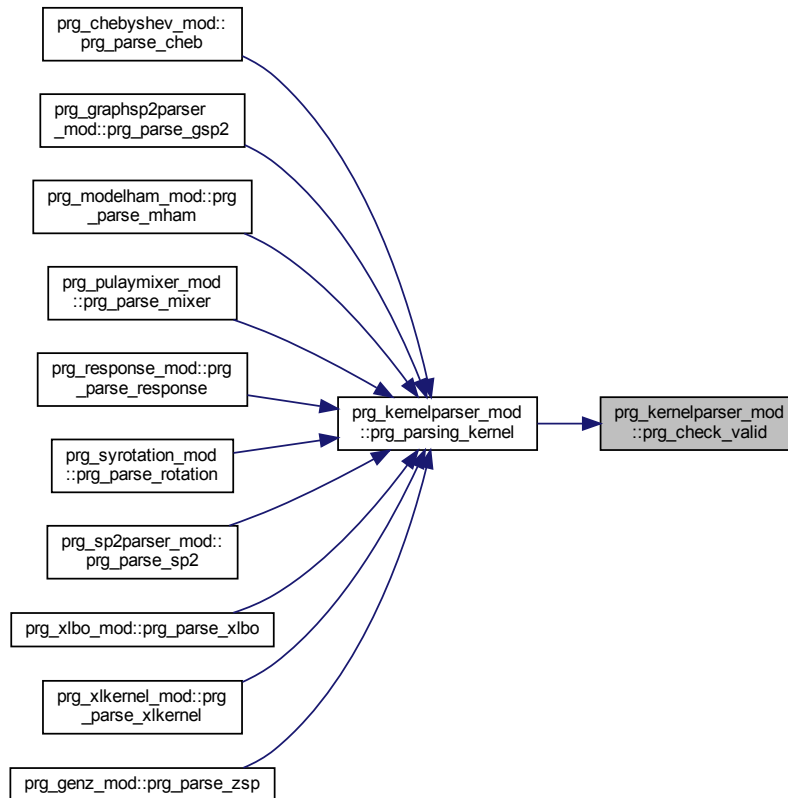 prg_chebyshev_mod::
prg_parse_cheb
prg_graphsp2parser
_mod::prg_parse_gsp2
prg_modelham_mod::prg
_parse_mham
prg_pulaymixer_mod
::prg_parse_mixer
prg_response_mod::prg
_parse_response
prg_syrotation_mod
::prg_parse_rotation
prg_sp2parser_mod::
prg_parse_sp2
prg_xlbo_mod::prg_parse_xlbo
prg_xlkernel_mod::prg
_parse_xlkernel
prg_genz_mod::prg_parse_zsp
prg_kernelparser_mod
::prg_parsing_kernel
prg_kernelparser_mod
::prg_check_valid